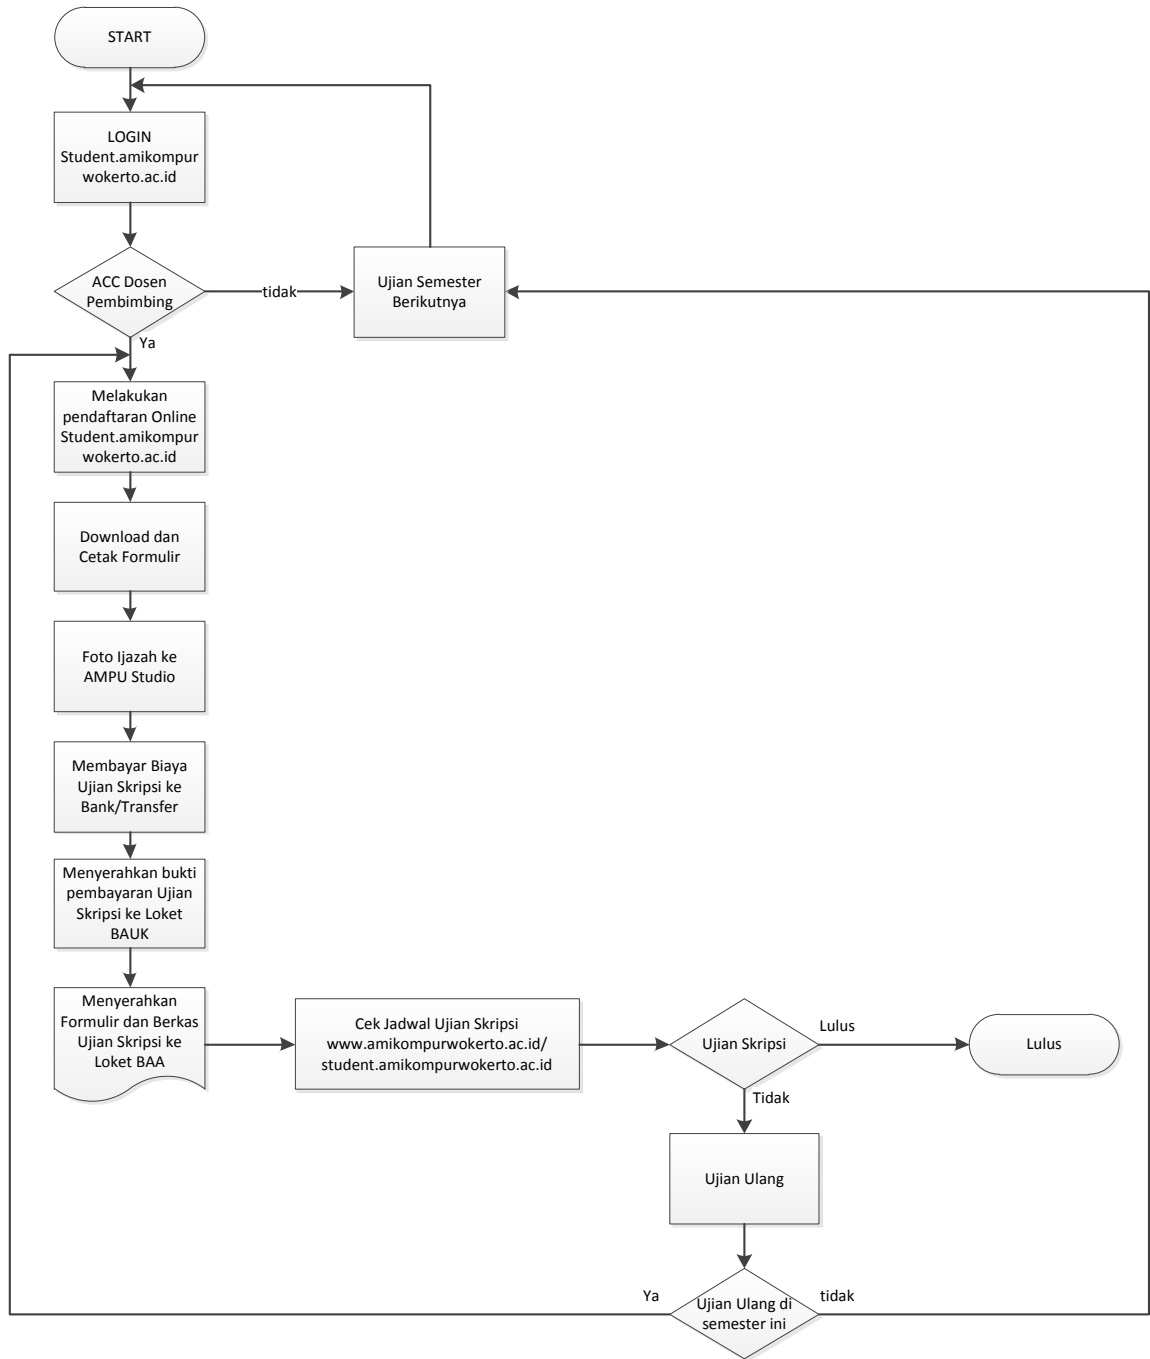 START
LOGIN
Student.amikompur
wokerto.ac.id
ACC Dosen
Pembimbing
tidak
Ujian Semester
Berikutnya
Ya
Melakukan
pendaftaran Online
Student.amikompur
wokerto.ac.id
Download dan
Cetak Formulir
Foto Ijazah ke
AMPU Studio
Membayar Biaya
Ujian Skripsi ke
Bank/Transfer
Menyerahkan bukti
pembayaran Ujian
Skripsi ke Loket
BAUK
Menyerahkan
Formulir dan Berkas
Ujian Skripsi ke
Loket BAA
Cek Jadwal Ujian Skripsi
www.amikompurwokerto.ac.id/
student.amikompurwokerto.ac.id
Ujian Skripsi
Lulus
Lulus
Tidak
Ujian Ulang
Ya
Ujian Ulang di
semester ini
tidak